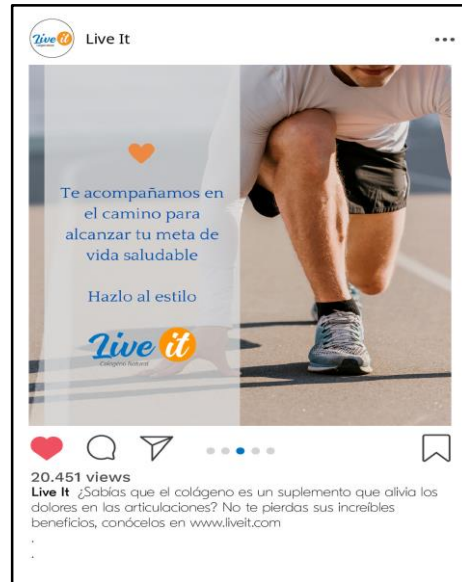 Live it
Live It
Te acompañamos en
el camino para
alcanzar tu meta de
vida saludable
Hazlo al estilo
Live it
Colágeno Natural
20.451 views
Live It ¿Sabías que el colágeno es un suplemento que alivia los
dolores en las articulaciones? No te pierdas sus increíbles
beneficios, conócelos en www.liveit.com
.
.